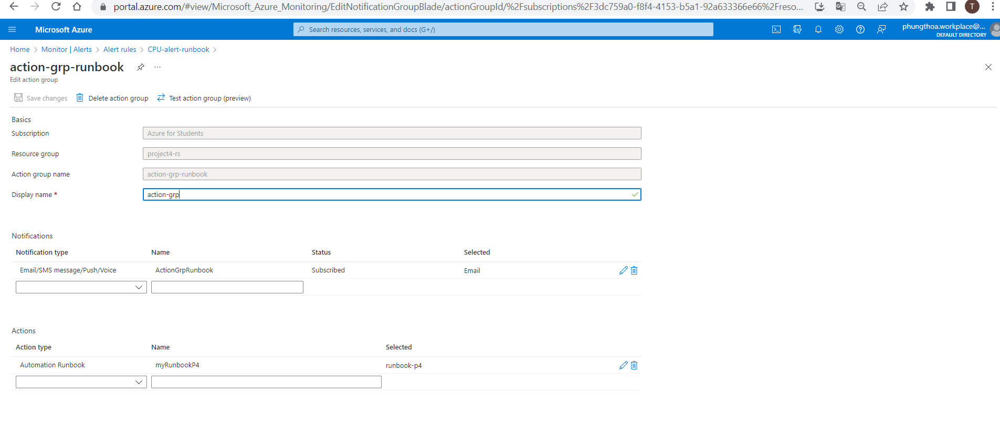 portal.azure.com/#view/Microsoft_Azure_Monitoring/EditNotificationGroupBlade/actionGroupId/%2Fsubscriptions%2F3dc759a0-f8f4-4153-b5a1-92a633366e66%2Freso...
T
Microsoft Azure
Search resources, services, and docs (G+/)
phungthoa.workplace@...
DEFAULT DIRECTORY
Home > Monitor | Alerts > Alert rules > CPU-alert-runbook >
action-grp-runbook ...
Edit action group
Save changes Delete action group Test action group (preview)
Basics
Subscription Azure for Students
Resource group project4-rs
Action group name action-grp-runbook
Display name * action-grp
Notifications
Notification type Name Status Selected
Email/SMS message/Push/Voice ActionGrpRunbook Subscribed Email
Actions
Action type Name Selected
Automation Runbook myRunbookP4 runbook-p4